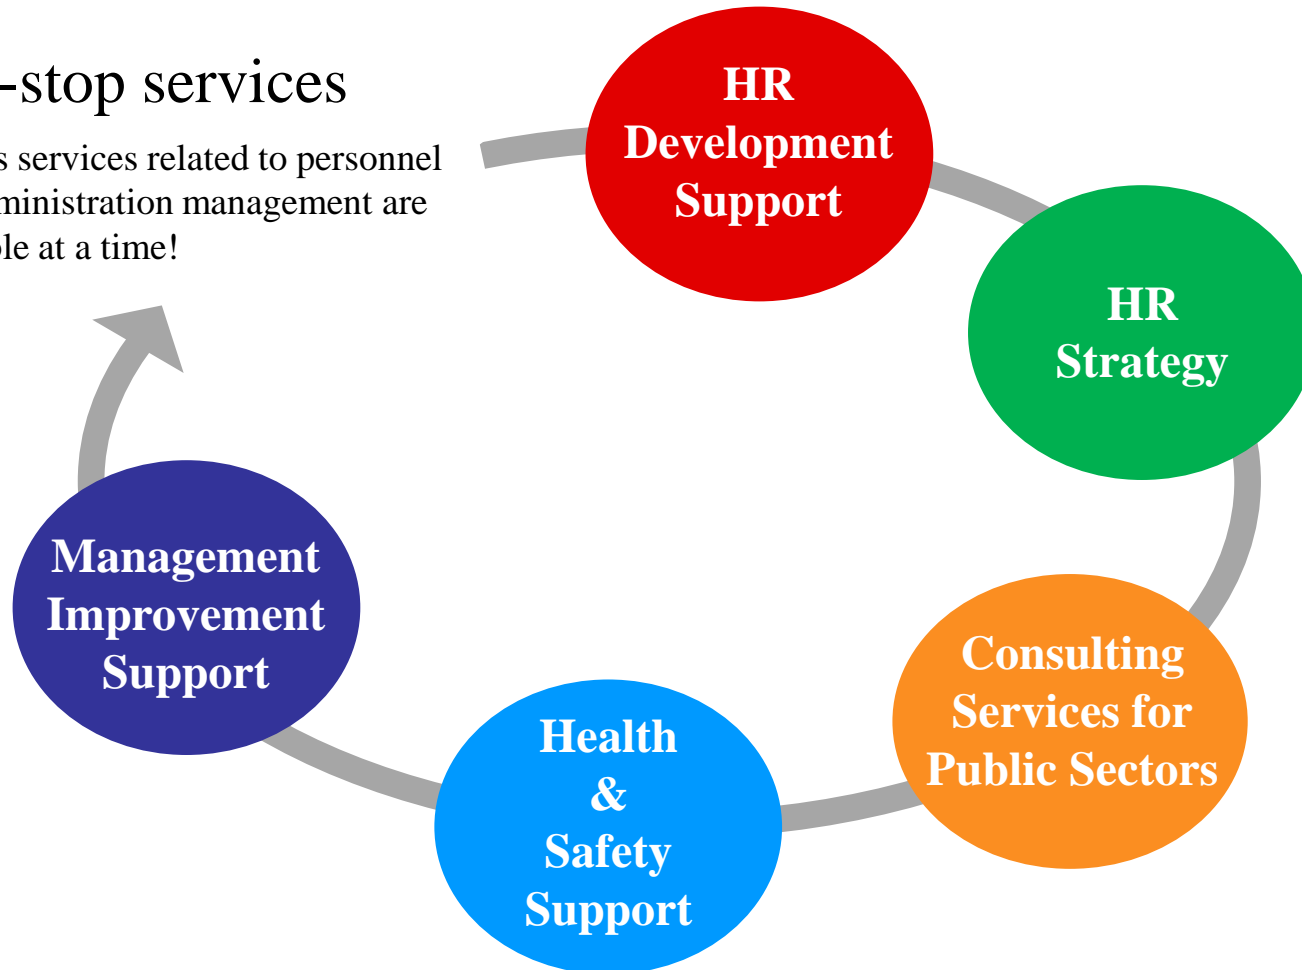 -stop services
s services related to personnel
ministration management are
le at a time!
HR
Development
Support
HR
Strategy
Consulting
Services for
Public Sectors
Health
&
Safety
Support
Management
Improvement
Support